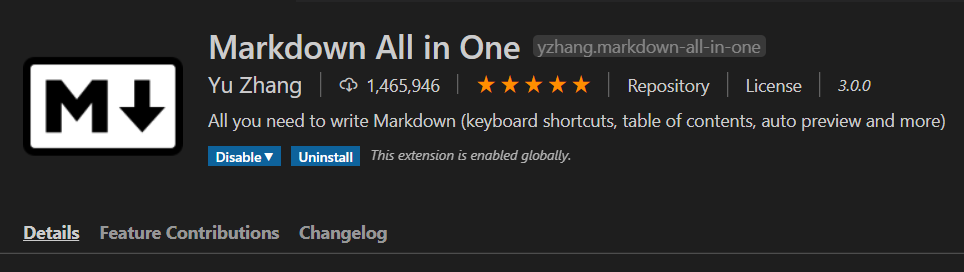 Markdown All in One yzhang.markdown-all-in-one
Yu Zhang 1,465,946 ★★★★★ Repository License 3.0.0
All you need to write Markdown (keyboard shortcuts, table of contents, auto preview and more)
Disable▼ Uninstall This extension is enabled globally.
Details Feature Contributions Changelog
M